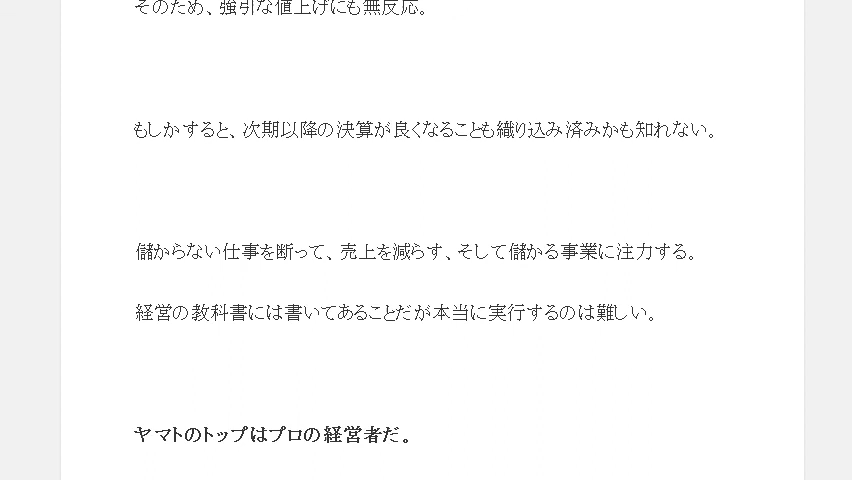 そのため、強引な値上げにも無反応。
もしかすると、次期以降の決算が良くなることも織り込み済みかも知れない。
儲からない仕事を断って、売上を減らす、そして儲かる事業に注力する。
経営の教科書には書いてあることだが本当に実行するのは難しい。
ヤマトのトップはプロの経営者だ。